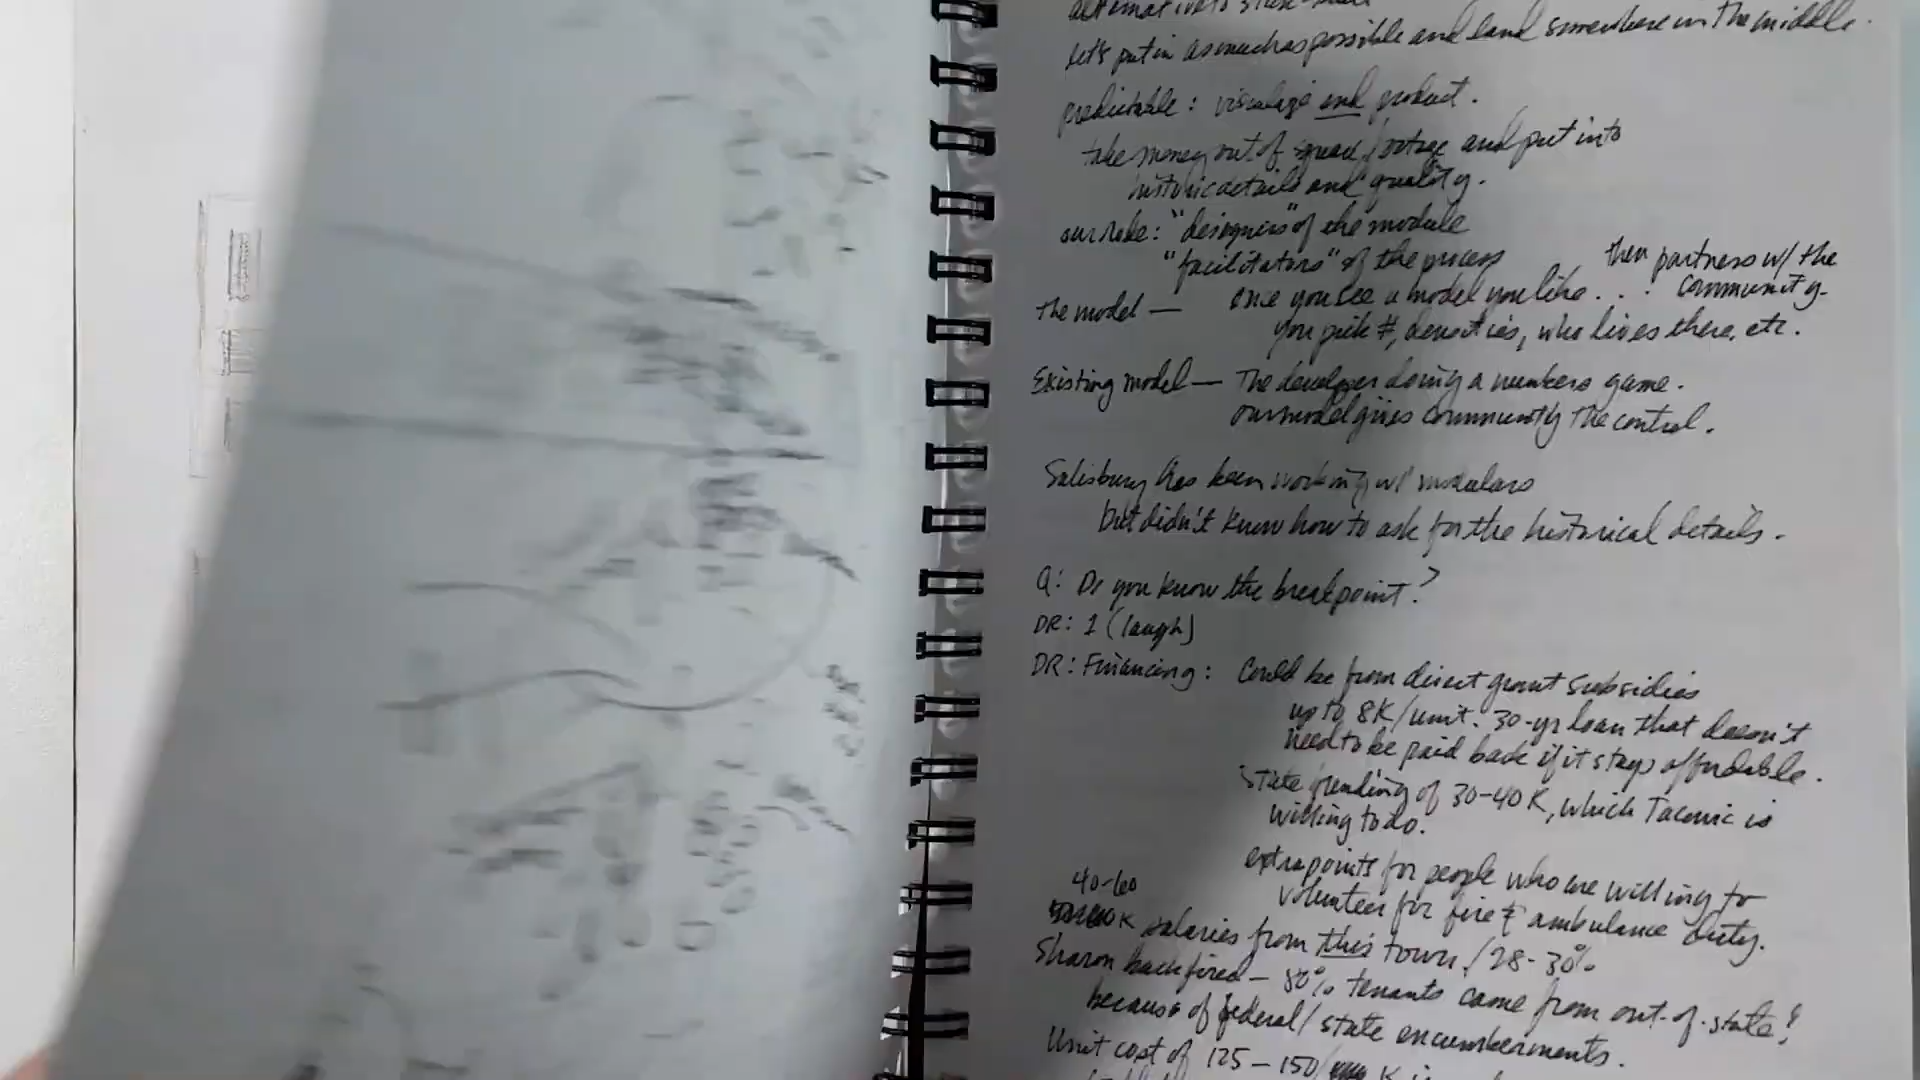 let's put in as much as possible and land somewhere in the middle.
predictable: visualize end product.
take money out of square footage and put into
historic details and quality.
our role: "designers" of the module
"facilitators" of the process
then partners w/ the
community.
the model — once you see a model you like . . .
you pick #, densities, who lives there, etc.
Existing model — The developer doing a numbers game.
our model gives community the control.
Salisbury has been working w/ modulars
but didn't know how to ask for the historical details.
Q: Do you know the breakpoint?
DR: 1 (laugh)
DR: Financing: Could be from direct grant subsidies
up to 8K/unit. 30-yr loan that doesn't
need to be paid back if it stays affordable.
state funding of 30-40K, which Taconic is
willing to do.
extra points for people who are willing to
volunteer for fire & ambulance duty.
40-60
K salaries from this town / 28-30%
Sharon backfired — 80% tenants came from out-of-state!
because of federal/state encumberments.
Unit cost of 125 – 150 K